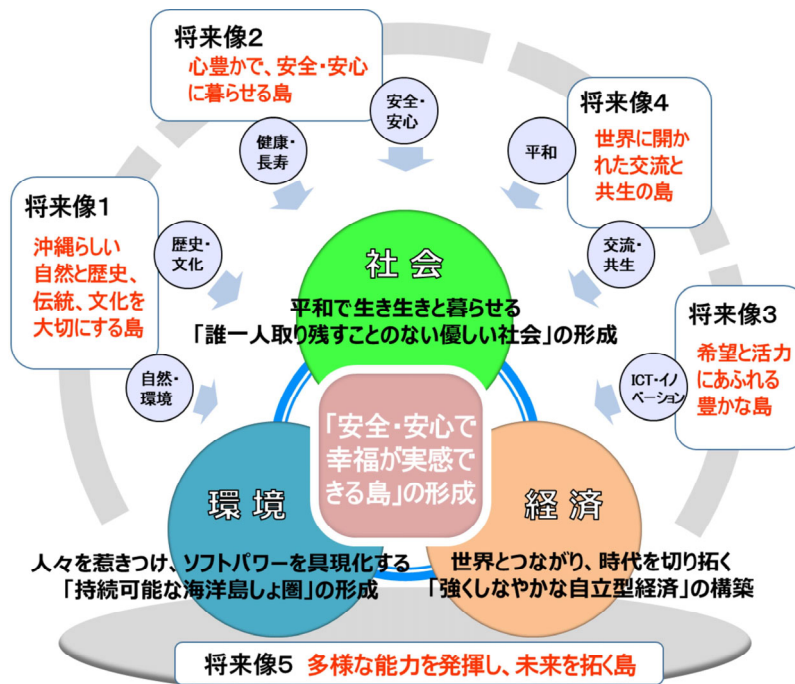 将来像2
心豊かで、安全・安心
に暮らせる島
安全・
安心
健康・
長寿
将来像4
世界に開か
れた交流と
共生の島
平和
将来像1
沖縄らしい
自然と歴史、
伝統、文化を
大切にする島
歴史・
文化
交流・
共生
社会
平和で生き生きと暮らせる
「誰一人取り残すことのない優しい社会」の形成
将来像3
希望と活力
にあふれる
豊かな島
自然・
環境
ICT・イノ
ベーション
「安全・安心で
幸福が実感で
きる島」の形成
環境
人々を惹きつけ、ソフトパワーを具現化する
「持続可能な海洋島しょ圏」の形成
経済
世界とつながり、時代を切り拓く
「強くしなやかな自立型経済」の構築
将来像5 多様な能力を発揮し、未来を拓く島